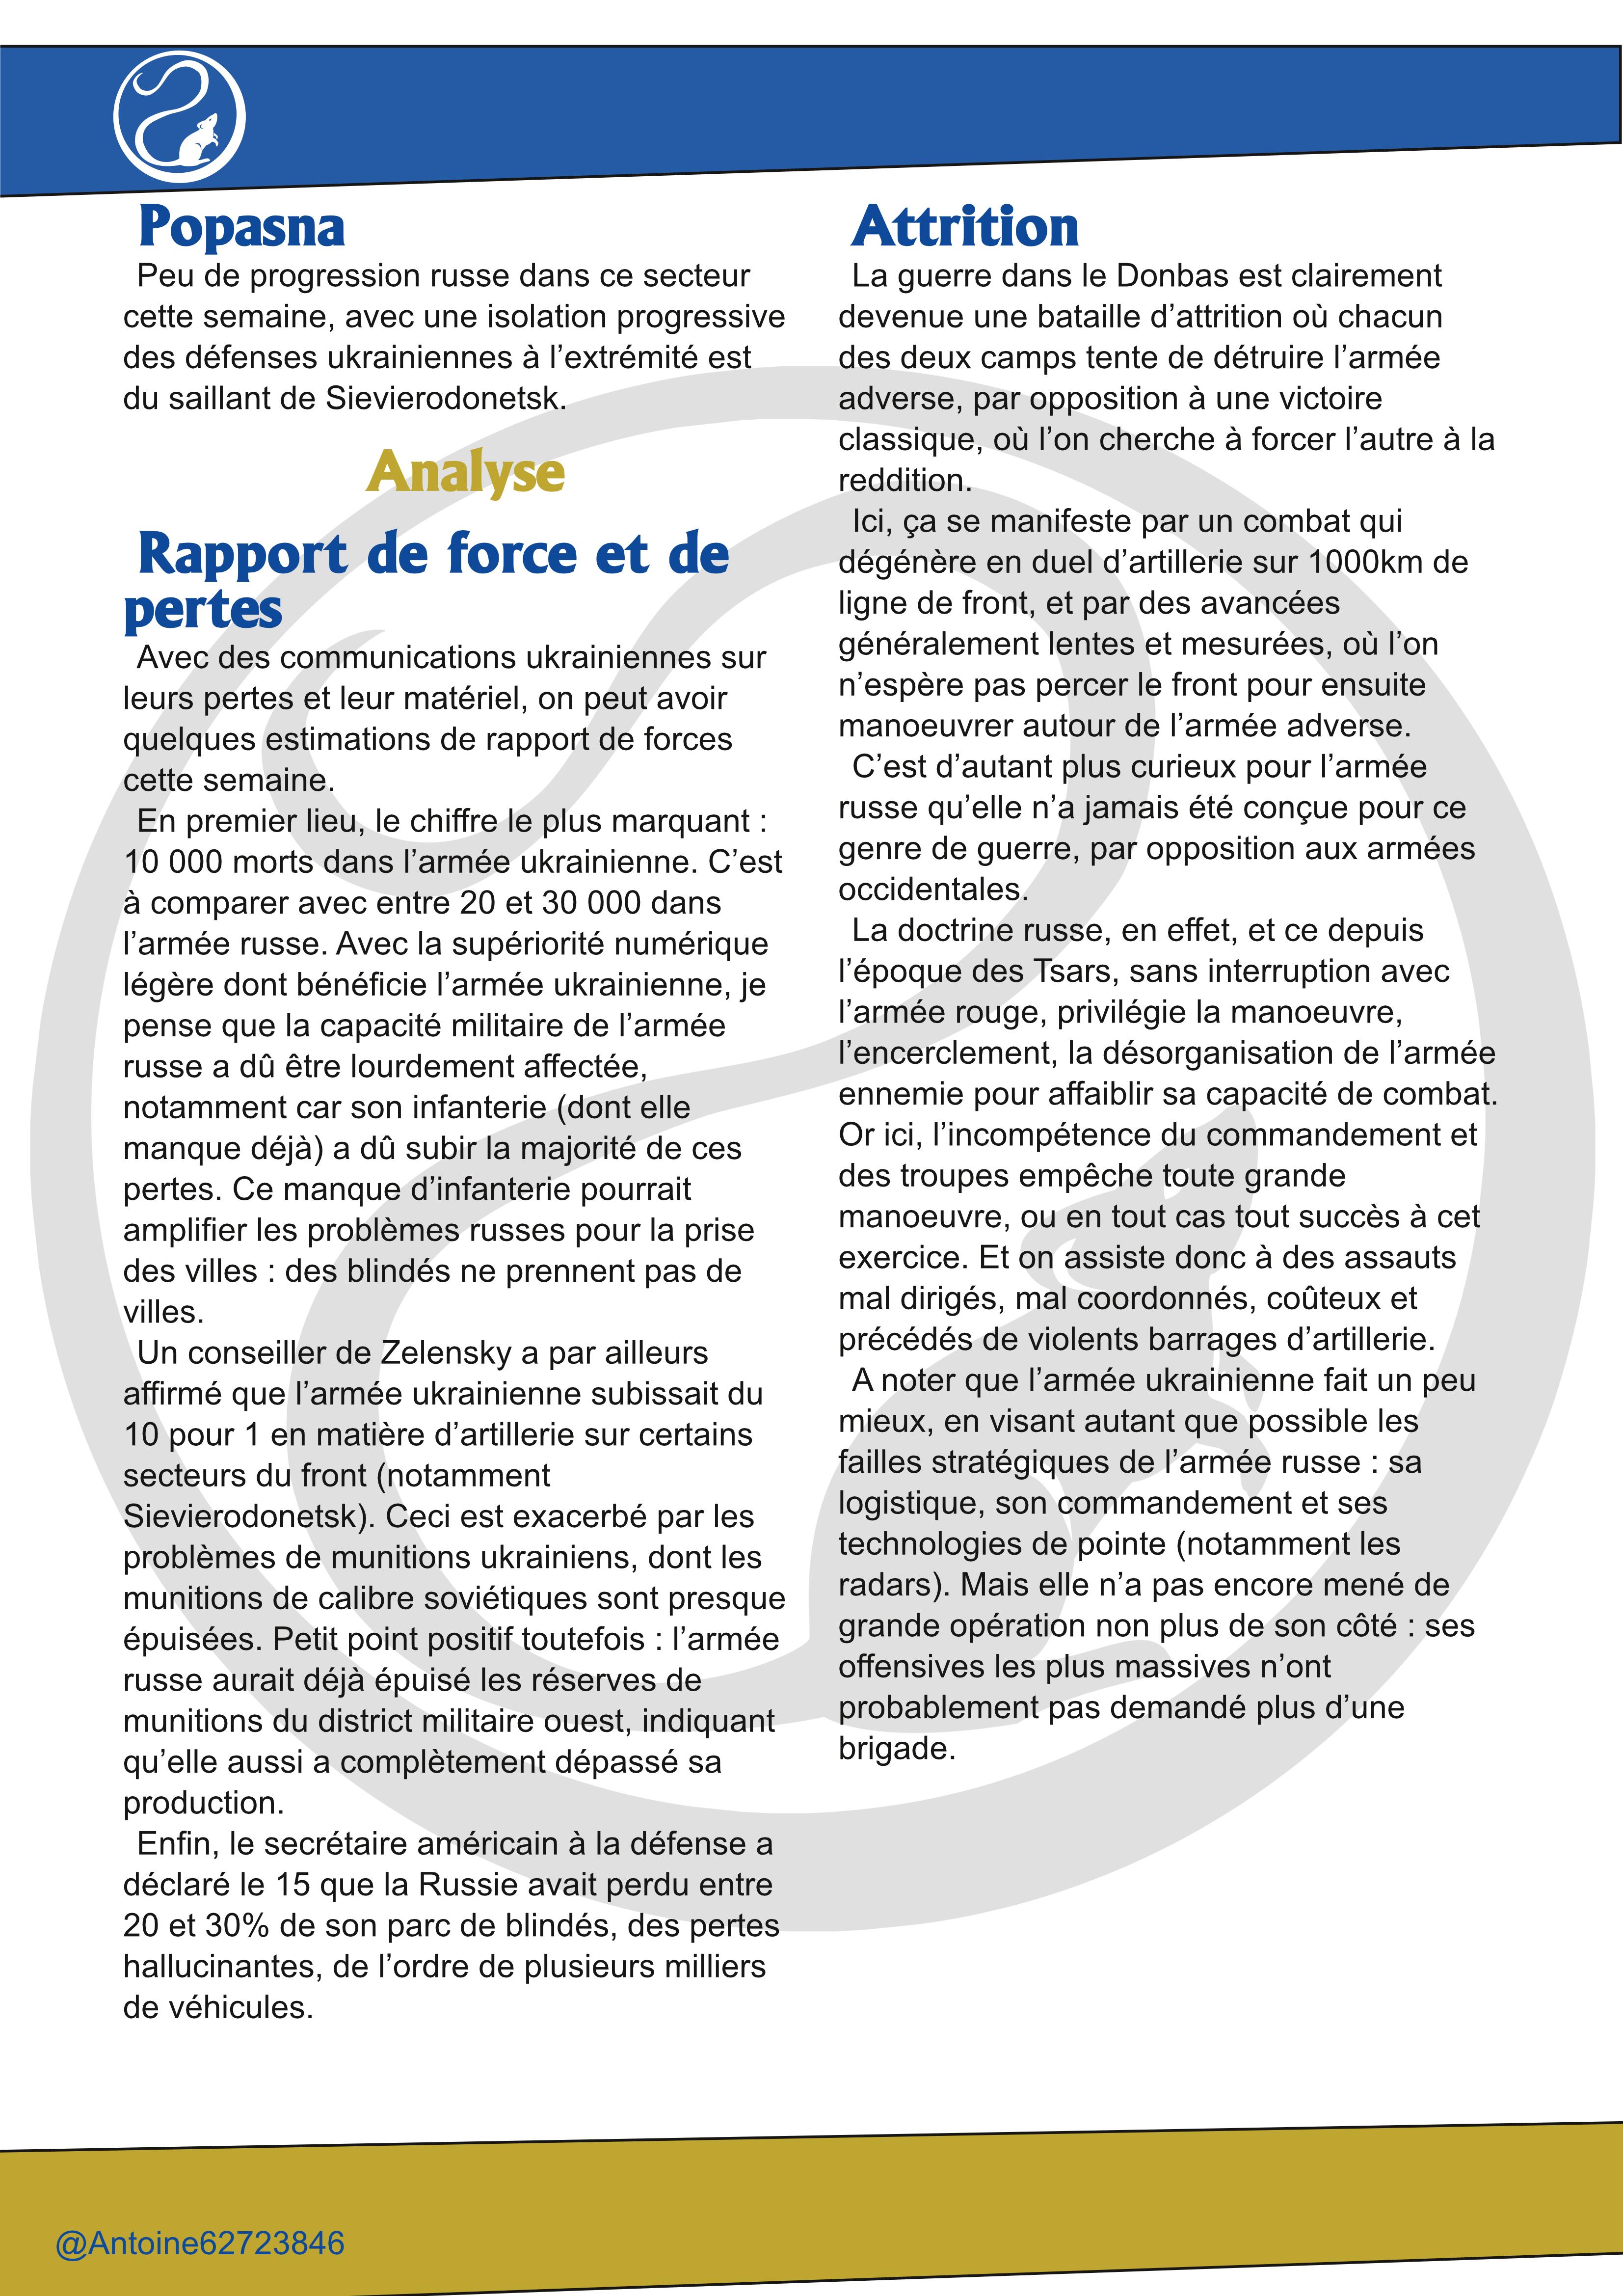 Popasna
Peu de progression russe dans ce secteur
cette semaine, avec une isolation progressive
des défenses ukrainiennes à l’extrémité est
du saillant de Sievierodonetsk.
Analyse
Rapport de force et de
pertes
Avec des communications ukrainiennes sur
leurs pertes et leur matériel, on peut avoir
quelques estimations de rapport de forces
cette semaine.
En premier lieu, le chiffre le plus marquant :
10 000 morts dans l’armée ukrainienne. C’est
à comparer avec entre 20 et 30 000 dans
l’armée russe. Avec la supériorité numérique
légère dont bénéficie l’armée ukrainienne, je
pense que la capacité militaire de l’armée
russe a dû être lourdement affectée,
notamment car son infanterie (dont elle
manque déjà) a dû subir la majorité de ces
pertes. Ce manque d’infanterie pourrait
amplifier les problèmes russes pour la prise
des villes : des blindés ne prennent pas de
villes.
Un conseiller de Zelensky a par ailleurs
affirmé que l’armée ukrainienne subissait du
10 pour 1 en matière d’artillerie sur certains
secteurs du front (notamment
Sievierodonetsk). Ceci est exacerbé par les
problèmes de munitions ukrainiens, dont les
munitions de calibre soviétiques sont presque
épuisées. Petit point positif toutefois : l’armée
russe aurait déjà épuisé les réserves de
munitions du district militaire ouest, indiquant
qu’elle aussi a complètement dépassé sa
production.
Enfin, le secrétaire américain à la défense a
déclaré le 15 que la Russie avait perdu entre
20 et 30% de son parc de blindés, des pertes
hallucinantes, de l’ordre de plusieurs milliers
de véhicules.
Attrition
La guerre dans le Donbas est clairement
devenue une bataille d’attrition où chacun
des deux camps tente de détruire l’armée
adverse, par opposition à une victoire
classique, où l’on cherche à forcer l’autre à la
reddition.
Ici, ça se manifeste par un combat qui
dégénère en duel d’artillerie sur 1000km de
ligne de front, et par des avancées
généralement lentes et mesurées, où l’on
n’espère pas percer le front pour ensuite
manoeuvrer autour de l’armée adverse.
C’est d’autant plus curieux pour l’armée
russe qu’elle n’a jamais été conçue pour ce
genre de guerre, par opposition aux armées
occidentales.
La doctrine russe, en effet, et ce depuis
l’époque des Tsars, sans interruption avec
l’armée rouge, privilégie la manoeuvre,
l’encerclement, la désorganisation de l’armée
ennemie pour affaiblir sa capacité de combat.
Or ici, l’incompétence du commandement et
des troupes empêche toute grande
manoeuvre, ou en tout cas tout succès à cet
exercice. Et on assiste donc à des assauts
mal dirigés, mal coordonnés, coûteux et
précédés de violents barrages d’artillerie.
A noter que l’armée ukrainienne fait un peu
mieux, en visant autant que possible les
failles stratégiques de l’armée russe : sa
logistique, son commandement et ses
technologies de pointe (notamment les
radars). Mais elle n’a pas encore mené de
grande opération non plus de son côté : ses
offensives les plus massives n’ont
probablement pas demandé plus d’une
brigade.
@Antoine62723846